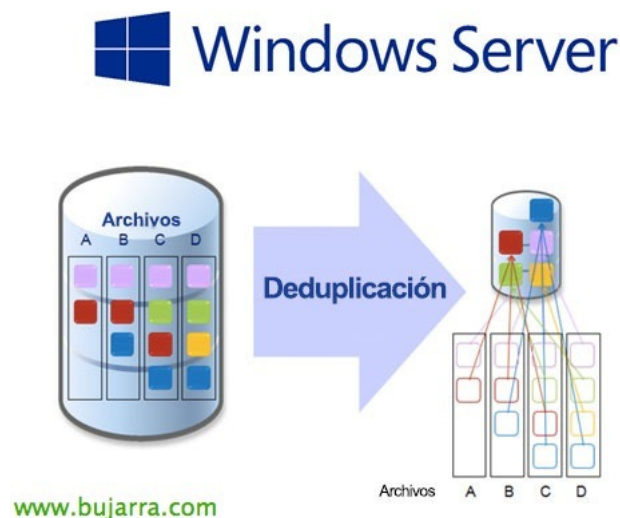 Windows Server
Archivos
A B C D
Deduplicación
Archivos A B C D
www.bujarra.com